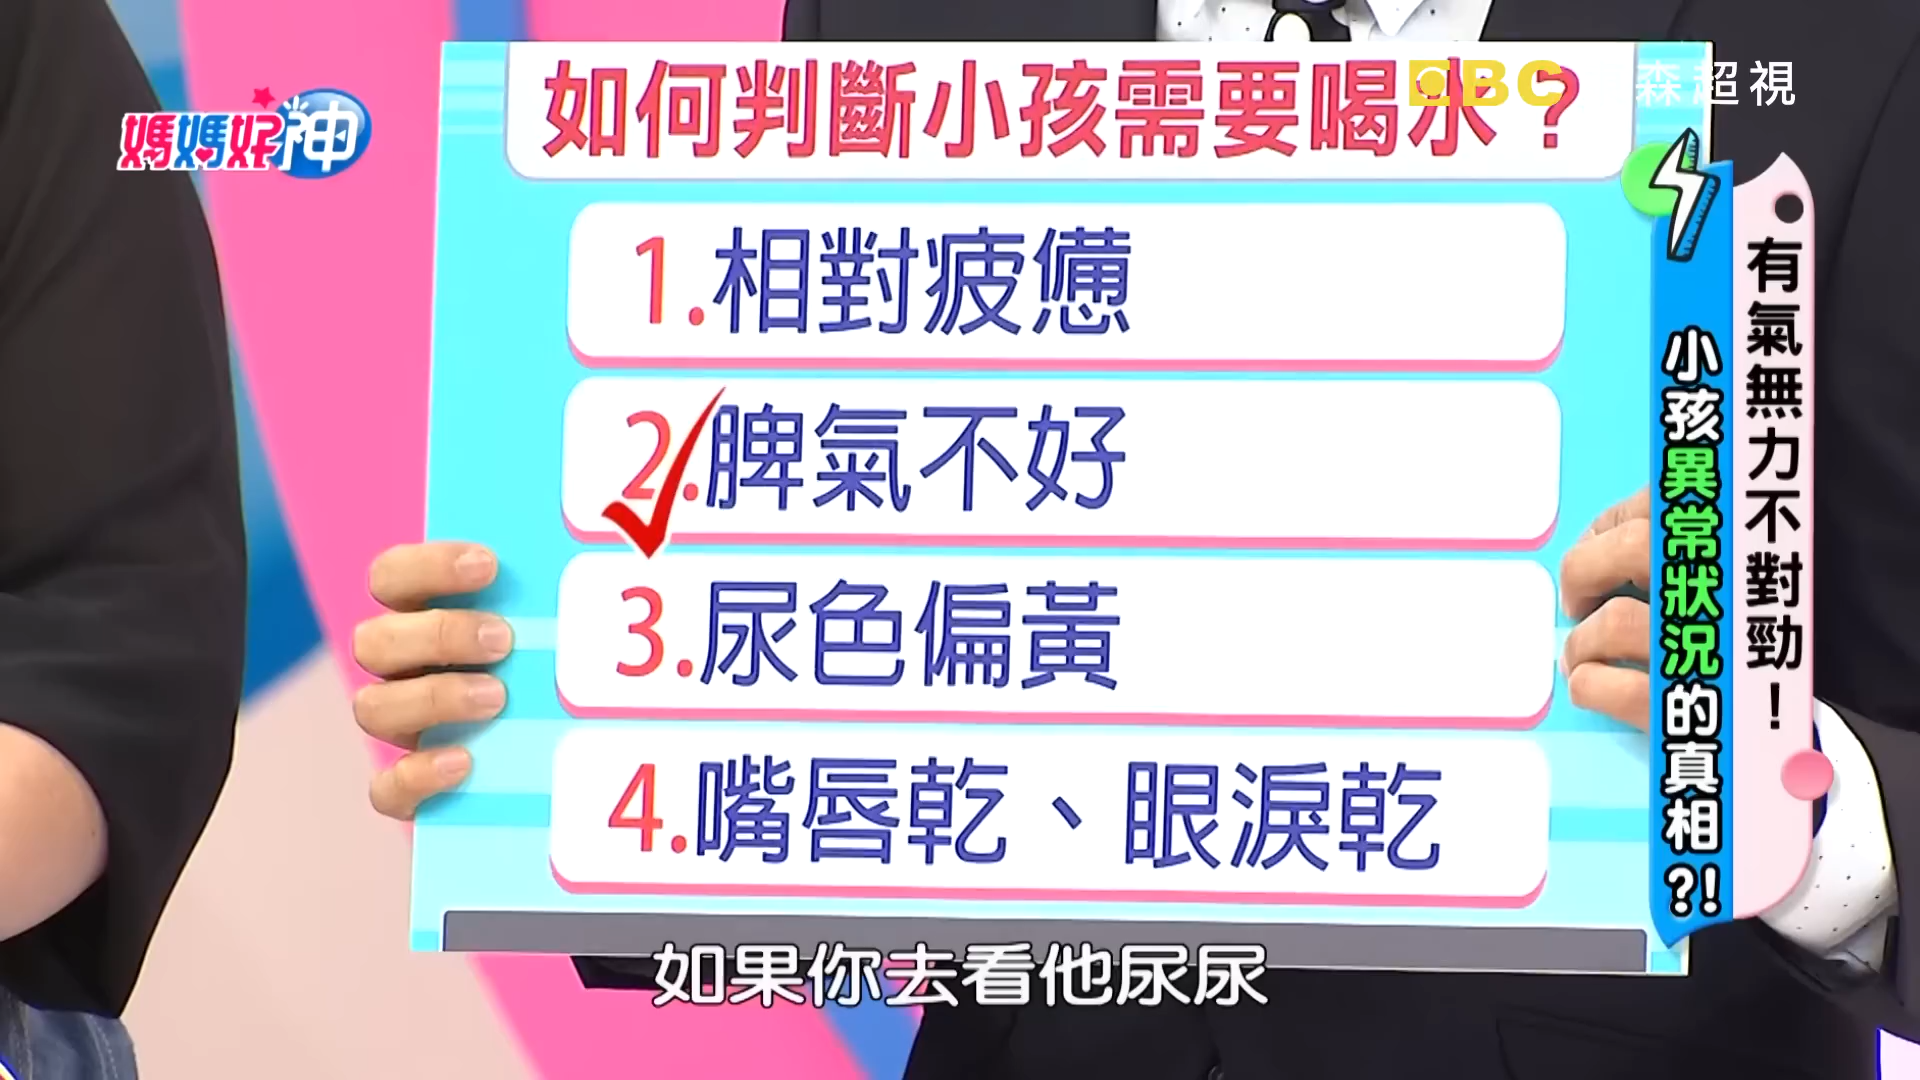 媽媽好神
如何判斷小孩需要喝水？
EBC 森超視
1.相對疲憊
2.脾氣不好
3.尿色偏黃
4.嘴唇乾、眼淚乾
有氣無力不對勁！
小孩異常狀況的真相?!
如果你去看他尿尿